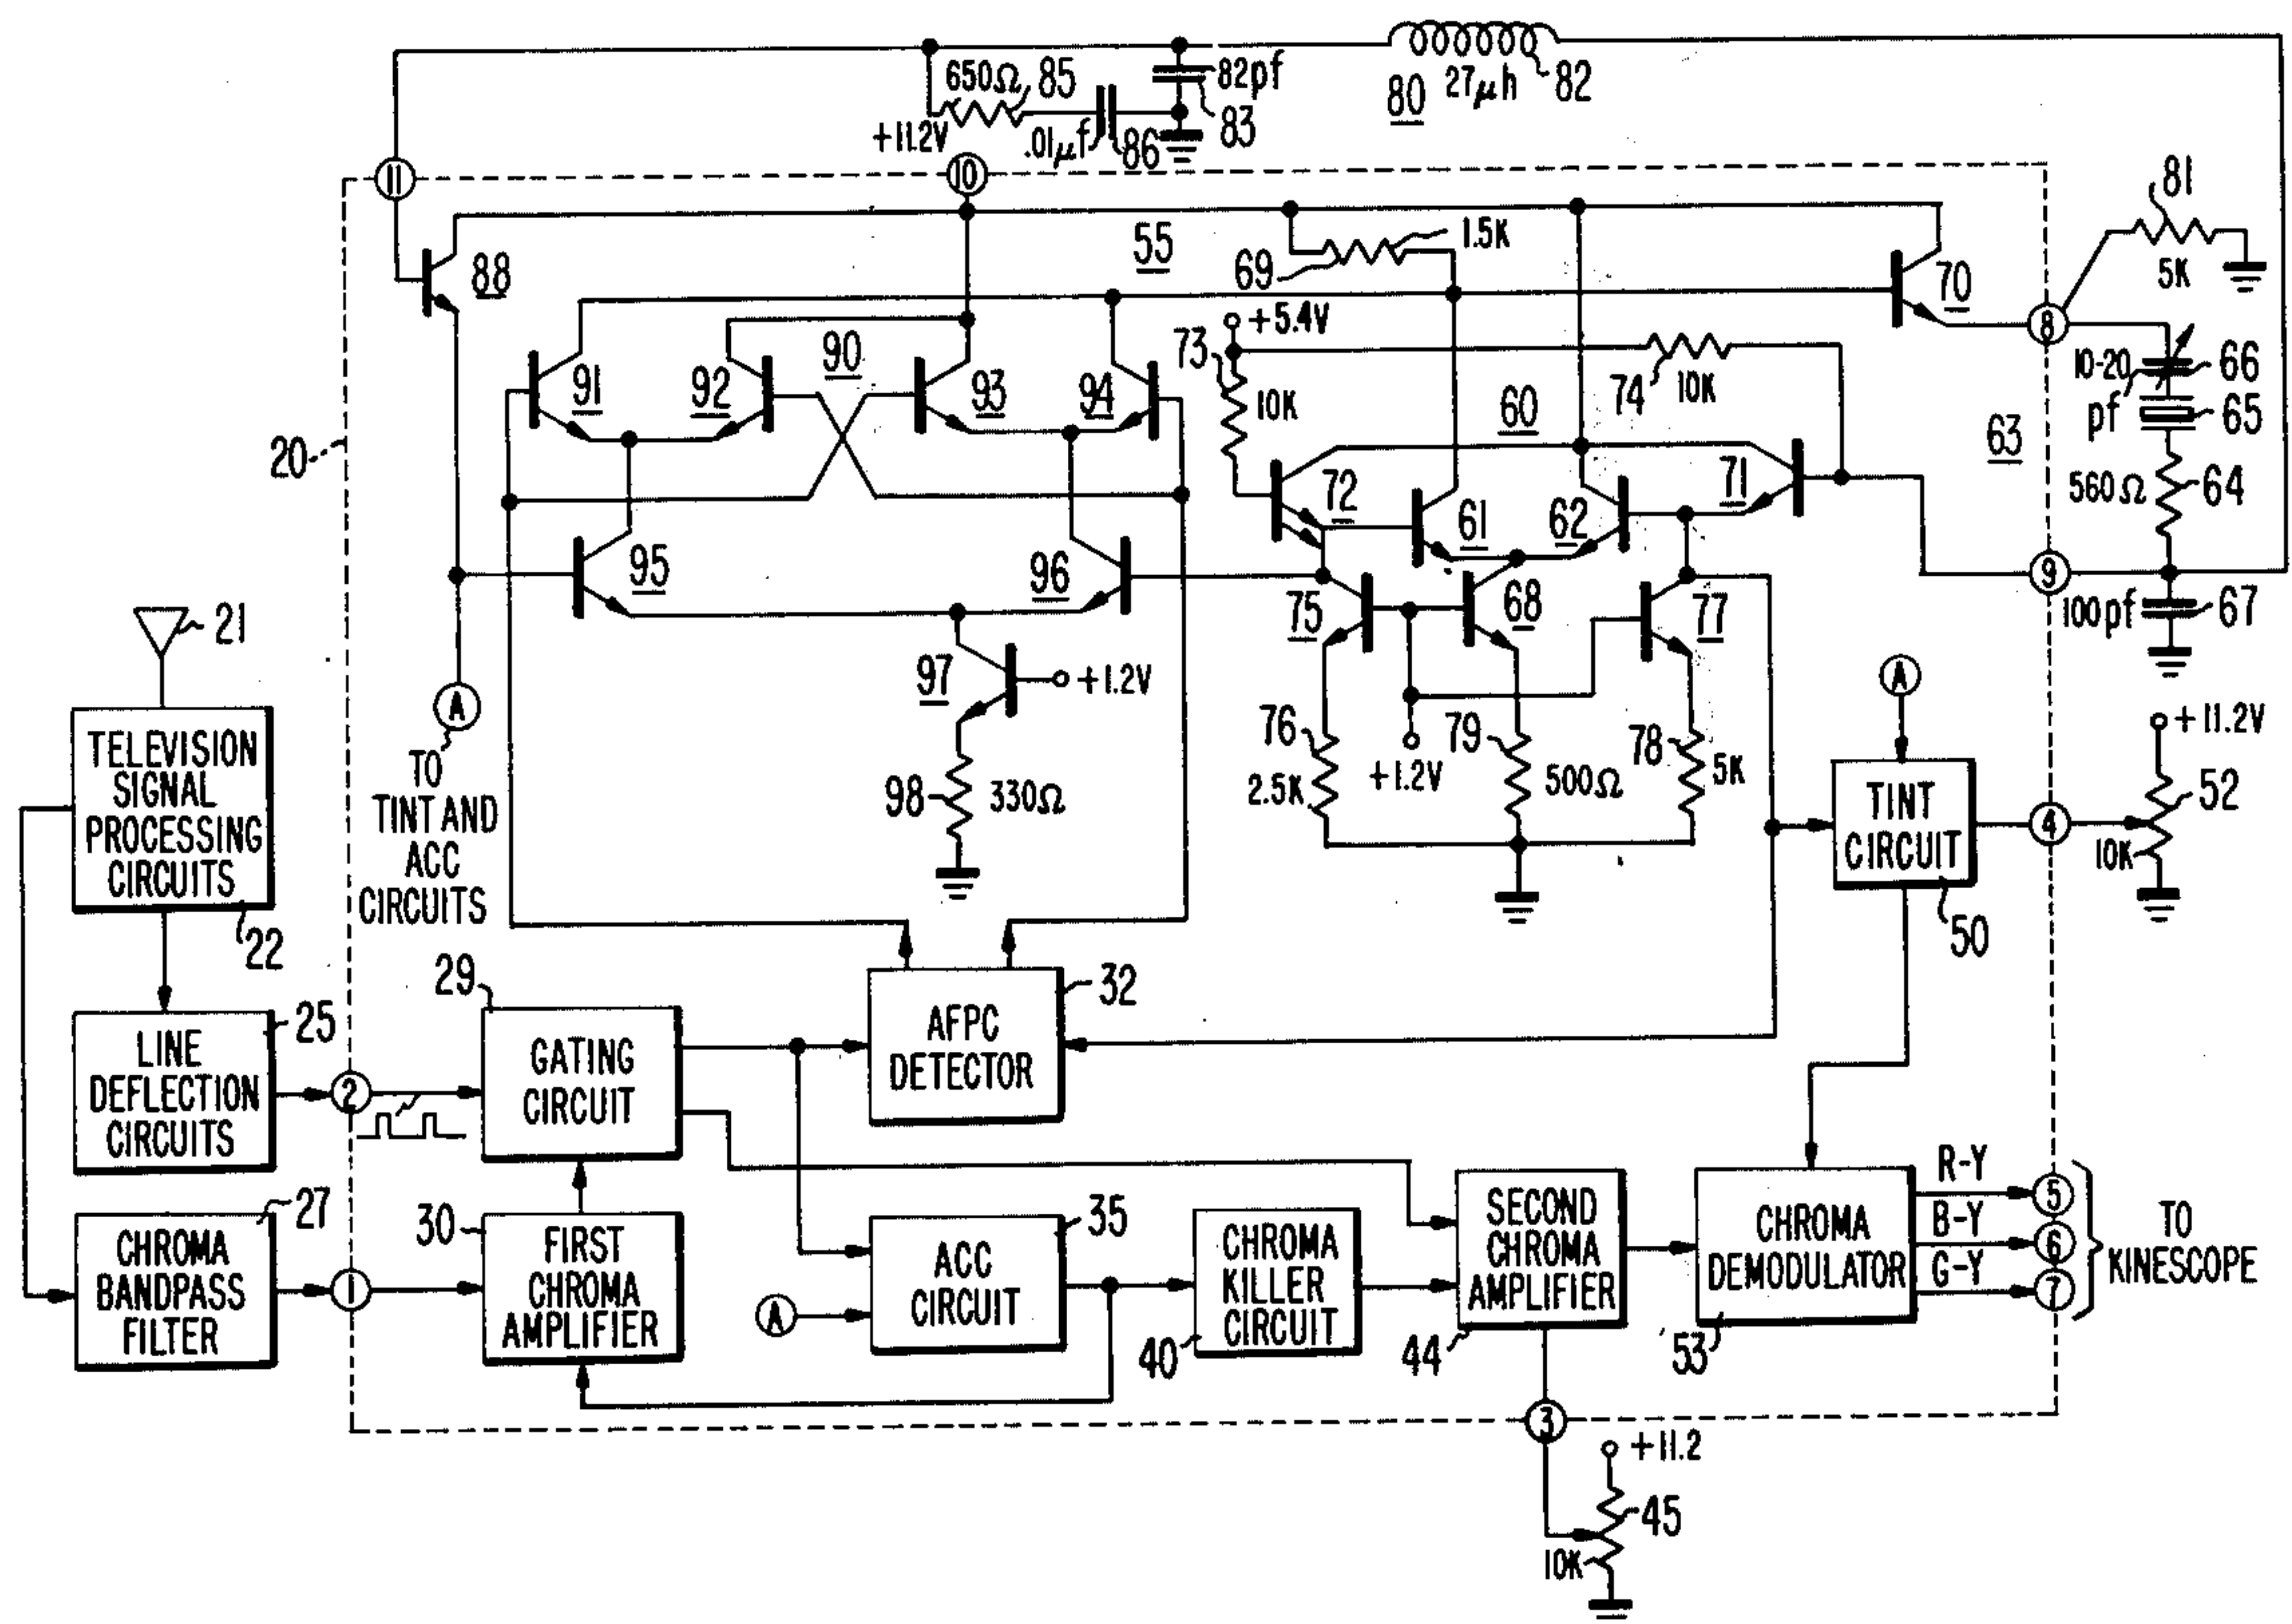 82pf
83
27μh
82
80
650Ω
85
.01μf
86
+11.2V
11
10
81
5K
1.5K
55
69
88
70
8
+5.4V
73
10K
74
10K
10-20
pf
66
65
91
92
90
93
94
60
63
560Ω
64
72
61
62
71
20
95
96
75
68
77
9
100pf
67
21
97
+1.2V
A
A
+11.2V
TELEVISION
SIGNAL
PROCESSING
CIRCUITS
22
TO
TINT AND
ACC
CIRCUITS
98
330Ω
76
2.5K
+1.2V
79
500Ω
78
5K
TINT
CIRCUIT
50
4
52
10K
LINE
DEFLECTION
CIRCUITS
25
2
29
GATING
CIRCUIT
AFPC
DETECTOR
32
CHROMA
BANDPASS
FILTER
27
1
30
FIRST
CHROMA
AMPLIFIER
A
ACC
CIRCUIT
35
CHROMA
KILLER
CIRCUIT
40
SECOND
CHROMA
AMPLIFIER
44
CHROMA
DEMODULATOR
53
R-Y
B-Y
G-Y
5
6
7
TO
KINESCOPE
3
+11.2
45
10K